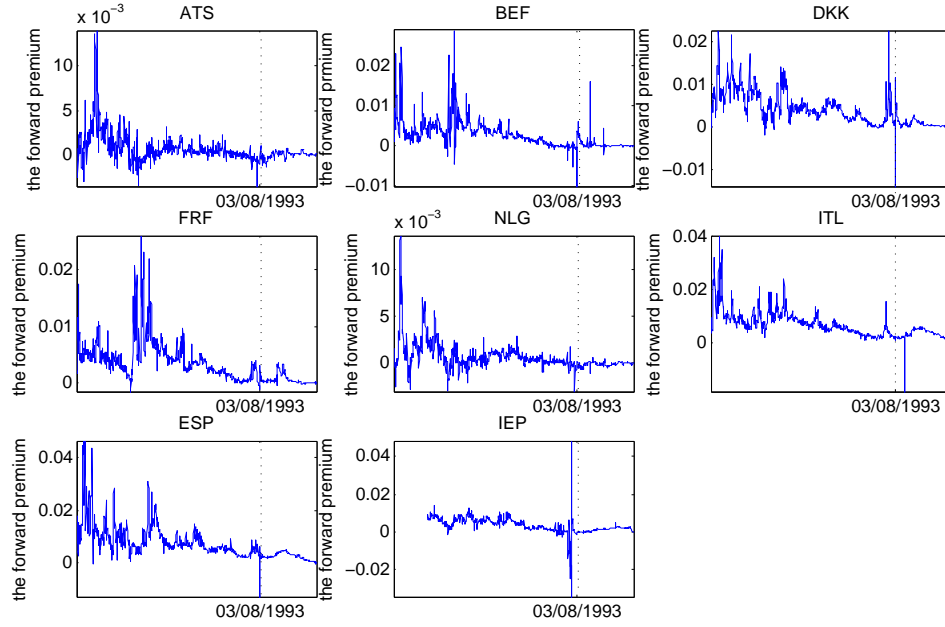 ATS
x 10⁻³
the forward premium
10
5
0
03/08/1993
BEF
the forward premium
0.02
0.01
0
−0.01
03/08/1993
DKK
the forward premium
0.02
0.01
0
−0.01
03/08/1993
FRF
the forward premium
0.02
0.01
0
03/08/1993
NLG
x 10⁻³
the forward premium
10
5
0
03/08/1993
ITL
the forward premium
0.04
0.02
0
03/08/1993
ESP
the forward premium
0.04
0.02
0
03/08/1993
IEP
the forward premium
0.04
0.02
0
−0.02
03/08/1993